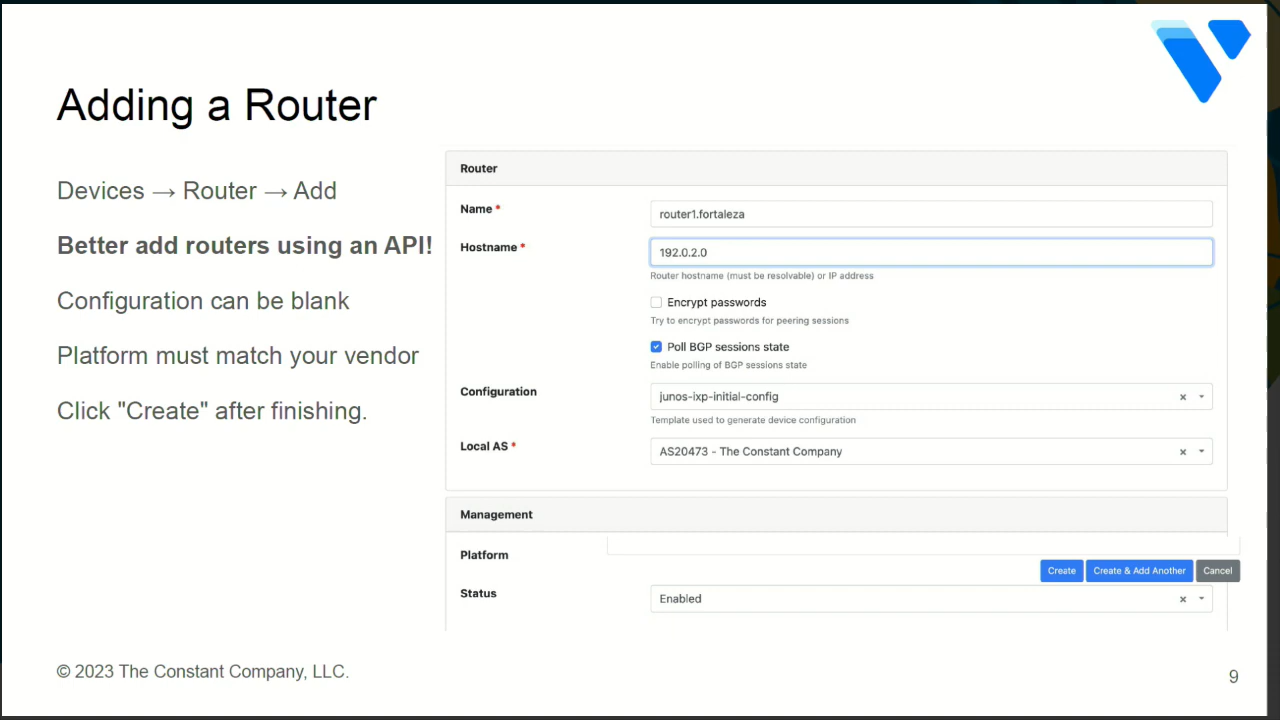 Adding a Router
Devices → Router → Add
Better add routers using an API!
Configuration can be blank
Platform must match your vendor
Click "Create" after finishing.
Router
Name *
router1.fortaleza
Hostname *
192.0.2.0
Router hostname (must be resolvable) or IP address
Encrypt passwords
Try to encrypt passwords for peering sessions
Poll BGP sessions state
Enable polling of BGP sessions state
Configuration
junos-ixp-initial-config
Template used to generate device configuration
Local AS *
AS20473 - The Constant Company
Management
Platform
Create
Create & Add Another
Cancel
Status
Enabled
© 2023 The Constant Company, LLC.
9